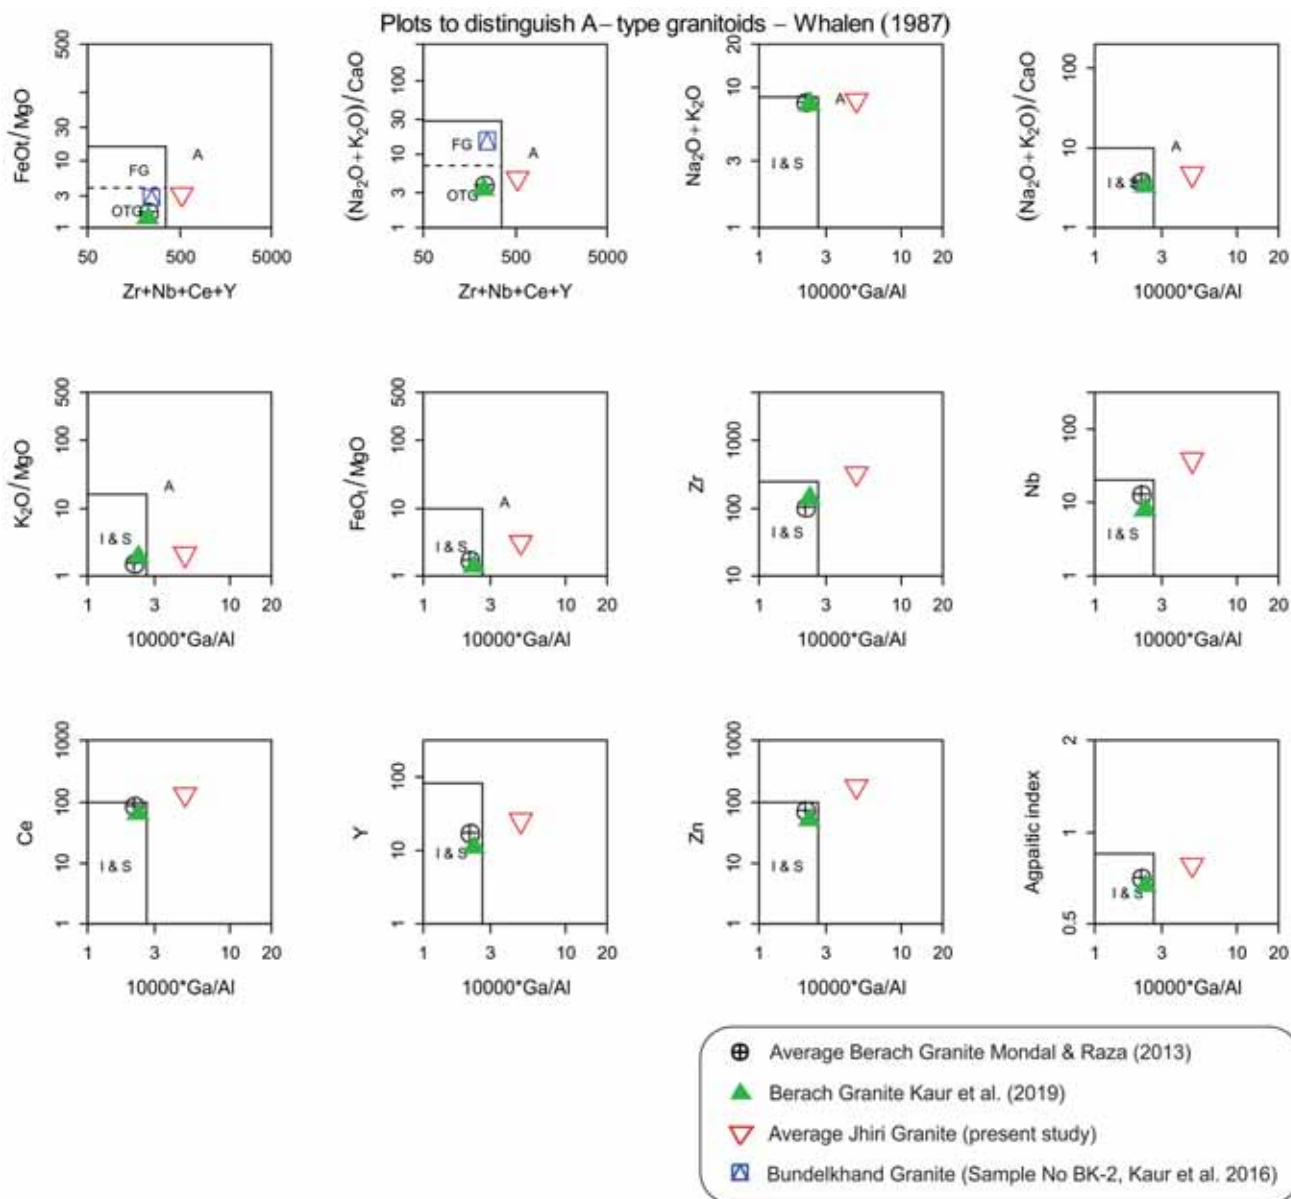 Plots to distinguish A–type granitoids – Whalen (1987)
FeOt/MgO
500
30
10
3
1
FG
A
OTG
50 500 5000
Zr+Nb+Ce+Y
(Na2O+K2O)/CaO
100
30
10
3
1
FG
A
OTG
50 500 5000
Zr+Nb+Ce+Y
Na2O+K2O
20
10
3
1
A
I & S
1 3 10 20
10000*Ga/Al
(Na2O+K2O)/CaO
100
10
1
A
I & S
1 3 10 20
10000*Ga/Al
K2O/MgO
500
100
10
1
A
I & S
1 3 10 20
10000*Ga/Al
FeOt/MgO
500
100
10
1
A
I & S
1 3 10 20
10000*Ga/Al
Zr
1000
100
10
I & S
1 3 10 20
10000*Ga/Al
Nb
100
10
1
I & S
1 3 10 20
10000*Ga/Al
Ce
1000
100
10
1
I & S
1 3 10 20
10000*Ga/Al
Y
100
10
1
I & S
1 3 10 20
10000*Ga/Al
Zn
1000
100
10
1
I & S
1 3 10 20
10000*Ga/Al
Agpaitic index
2
1
0.5
I & S
1 3 10 20
10000*Ga/Al
Average Berach Granite Mondal & Raza (2013)
Berach Granite Kaur et al. (2019)
Average Jhiri Granite (present study)
Bundelkhand Granite (Sample No BK-2, Kaur et al. 2016)